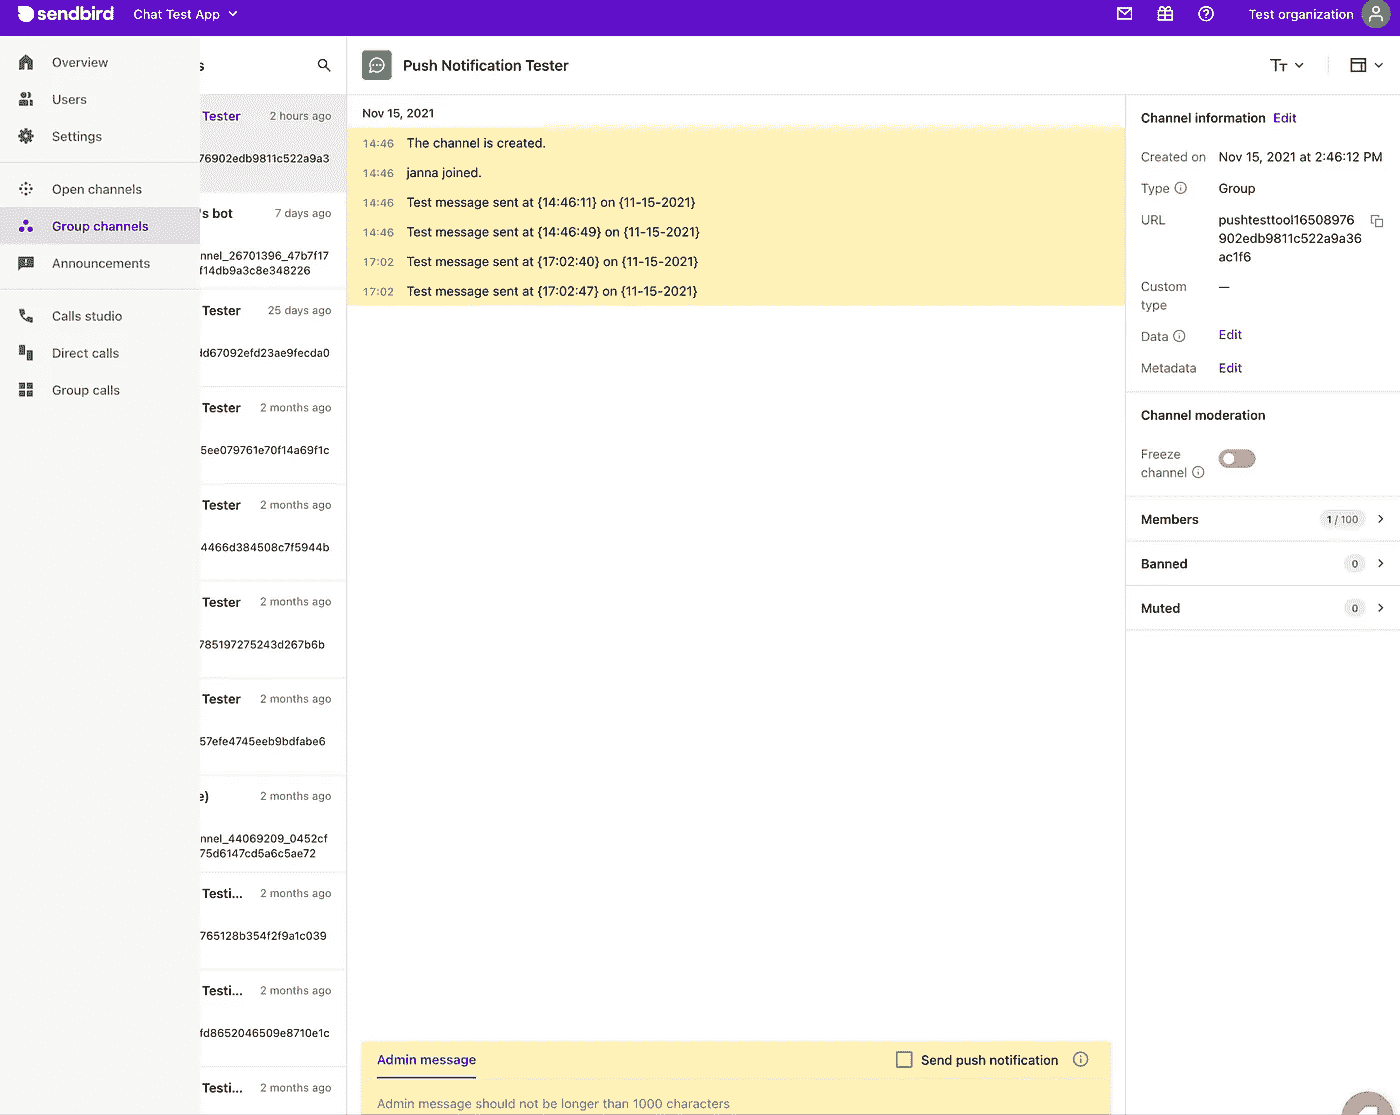 sendbird Chat Test App Test organization
Overview
Users
Settings
Open channels
Group channels
Announcements
Calls studio
Direct calls
Group calls
s
Tester 2 hours ago
76902edb9811c522a9a3
's bot 7 days ago
nnel_26701396_47b7f17
f14db9a3c8e348226
Tester 25 days ago
dd67092efd23ae9fecda0
Tester 2 months ago
5ee079761e70f14a69f1c
Tester 2 months ago
4466d384508c7f5944b
Tester 2 months ago
785197275243d267b6b
Tester 2 months ago
57efe4745eeb9bdfabe6
e) 2 months ago
nnel_44069209_0452cf
75d6147cd5a6c5ae72
Testi... 2 months ago
765128b354f2f9a1c039
Testi... 2 months ago
fd8652046509e8710e1c
Testi... 2 months ago
Push Notification Tester
Tт
Nov 15, 2021
14:46 The channel is created.
14:46 janna joined.
14:46 Test message sent at {14:46:11} on {11-15-2021}
14:46 Test message sent at {14:46:49} on {11-15-2021}
17:02 Test message sent at {17:02:40} on {11-15-2021}
17:02 Test message sent at {17:02:47} on {11-15-2021}
Admin message Send push notification
Admin message should not be longer than 1000 characters
Channel information Edit
Created on Nov 15, 2021 at 2:46:12 PM
Type Group
URL pushtesttool16508976
902edb9811c522a9a36
ac1f6
Custom —
type
Data Edit
Metadata Edit
Channel moderation
Freeze
channel
Members 1 / 100
Banned 0
Muted 0